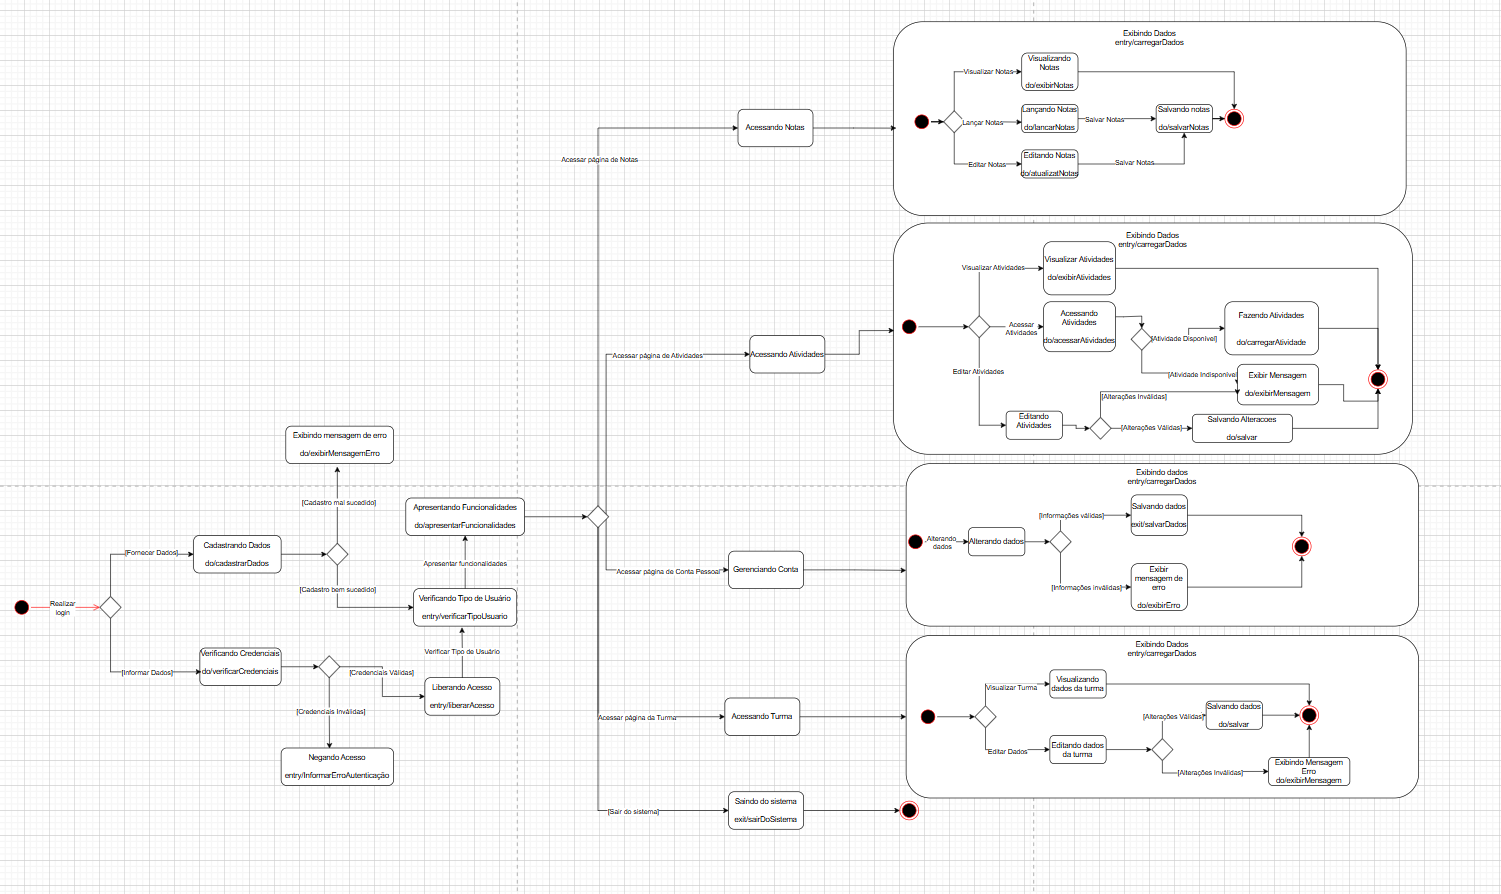 Exibindo Dados
entry/carregarDados
Visualizar Notas
Visualizando
Notas
do/exibirNotas
Lançar Notas
Lançando Notas
do/lancarNotas
Salvar Notas
Salvando notas
do/salvarNotas
Editar Notas
Editando Notas
do/atualizatNotas
Salvar Notas
Acessando Notas
Acessar página de Notas
Exibindo Dados
entry/carregarDados
Visualizar Atividades
Visualizar Atividades
do/exibirAtividades
Acessar
Atividades
Acessando
Atividades
do/acessarAtividades
[Atividade Disponível]
Fazendo Atividades
do/carregarAtividade
[Atividade Indisponível
Exibir Mensagem
do/exibirMensagem
Editar Atividades
Editando
Atividades
[Alterações Inválidas]
[Alterações Válidas]
Salvando Alteracoes
do/salvar
Acessar página de Atividades
Acessando Atividades
Exibindo mensagem de erro
do/exibirMensagemErro
[Cadastro mal sucedido]
Apresentando Funcionalidades
do/apresentarFuncionalidades
[Fornecer Dados]
Cadastrando Dados
do/cadastrarDados
Apresentar funcionalidades
[Cadastro bem sucedido]
Verificando Tipo de Usuário
entry/verificarTipoUsuario
Realizar
login
Verificar Tipo de Usuário
[Informar Dados]
Verificando Credenciais
do/verificarCredenciais
[Credenciais Válidas]
Liberando Acesso
entry/liberarAcesso
[Credenciais Inválidas]
Negando Acesso
entry/InformarErroAutenticação
Acessar página de Conta Pessoal
Gerenciando Conta
Exibindo dados
entry/carregarDados
Alterando
dados
Alterando dados
[Informações válidas]
Salvando dados
exit/salvarDados
[Informações inválidas]
Exibir
mensagem de
erro
do/exibirErro
Acessar página da Turma
Acessando Turma
Exibindo Dados
entry/carregarDados
Visualizar Turma
Visualizando
dados da turma
Editar Dados
Editando dados
da turma
[Alterações Válidas]
Salvando dados
do/salvar
[Alterações Inválidas]
Exibindo Mensagem
Erro
do/exibirMensagem
[Sair do sistema]
Saindo do sistema
exit/sairDoSistema